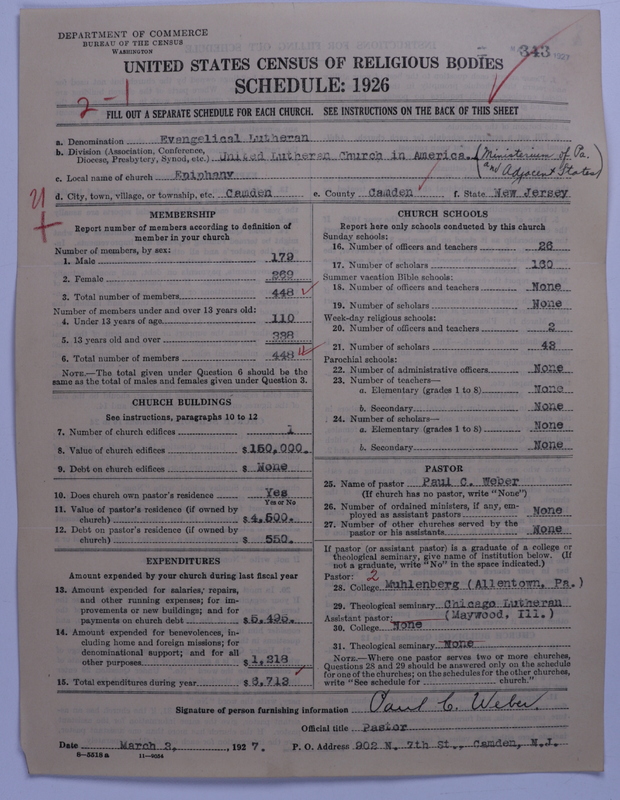 DEPARTMENT OF COMMERCE
BUREAU OF THE CENSUS
WASHINGTON
343
UNITED STATES CENSUS OF RELIGIOUS BODIES
SCHEDULE: 1926
2-1
FILL OUT A SEPARATE SCHEDULE FOR EACH CHURCH. SEE INSTRUCTIONS ON THE BACK OF THIS SHEET
a. Denomination Evangelical Lutheran
b. Division (Association, Conference, Diocese, Presbytery, Synod, etc.) United Lutheran Church in America. (Ministerium of Pa. and Adjacent States)
c. Local name of church Epiphany
d. City, town, village, or township, etc. Camden e. County Camden f. State New Jersey
MEMBERSHIP
Report number of members according to definition of
member in your church
Number of members, by sex:
1. Male 179
2. Female 269
3. Total number of members 448
Number of members under and over 13 years old:
4. Under 13 years of age 110
5. 13 years old and over 338
6. Total number of members 448
NOTE.—The total given under Question 6 should be
same as the total of males and females given under Question 3.
CHURCH BUILDINGS
See instructions, paragraphs 10 to 12
7. Number of church edifices 1
8. Value of church edifices $150,000.
9. Debt on church edifices $ None
10. Does church own pastor's residence Yes
Yes or No
11. Value of pastor's residence (if owned by
church) $4,500.
12. Debt on pastor's residence (if owned by
church) $ 550.
EXPENDITURES
Amount expended by your church during last fiscal year
13. Amount expended for salaries, repairs,
and other running expenses; for im-
provements or new buildings; and for
payments on church debt $5,495.
14. Amount expended for benevolences, in-
cluding home and foreign missions; for
denominational support; and for all
other purposes $1,218
15. Total expenditures during year $6,713
CHURCH SCHOOLS
Report here only schools conducted by this church
Sunday schools:
16. Number of officers and teachers 26
17. Number of scholars 160
Summer vacation Bible schools:
18. Number of officers and teachers None
19. Number of scholars None
Week-day religious schools:
20. Number of officers and teachers 2
21. Number of scholars 43
Parochial schools:
22. Number of administrative officers None
23. Number of teachers—
a. Elementary (grades 1 to 8) None
b. Secondary None
24. Number of scholars—
a. Elementary (grades 1 to 8) None
b. Secondary None
PASTOR
25. Name of pastor Paul C. Weber
(If church has no pastor, write "None")
26. Number of ordained ministers, if any, em-
ployed as assistant pastors None
27. Number of other churches served by the
pastor or his assistants None
If pastor (or assistant pastor) is a graduate of a college or
theological seminary, give name of institution below. (If
not a graduate, write "No" in the space indicated.)
Pastor: 2
28. College Muhlenberg (Allentown, Pa.)
29. Theological seminary Chicago Lutheran
Assistant pastor: (Maywood, Ill.)
30. College None
31. Theological seminary None
NOTE.—Where one pastor serves two or more churches,
Questions 28 and 29 should be answered only on the schedule
for one of the churches; on the schedules for the other churches,
write "See schedule for church."
Signature of person furnishing information Paul C. Weber.
Official title Pastor
Date March 2, 1927. P. O. Address 902 N. 7th St., Camden, N.J.
8-5518a 11-9054